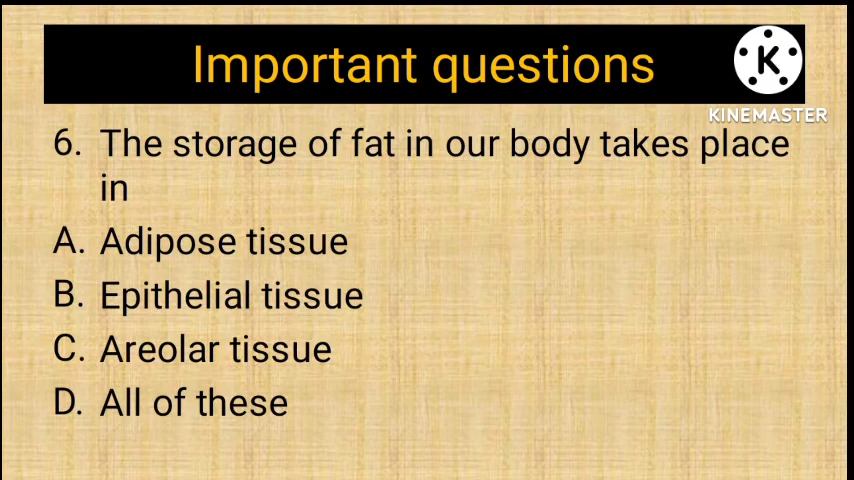 Important questions
K
KINEMASTER
6. The storage of fat in our body takes place
in
A. Adipose tissue
B. Epithelial tissue
C. Areolar tissue
D. All of these